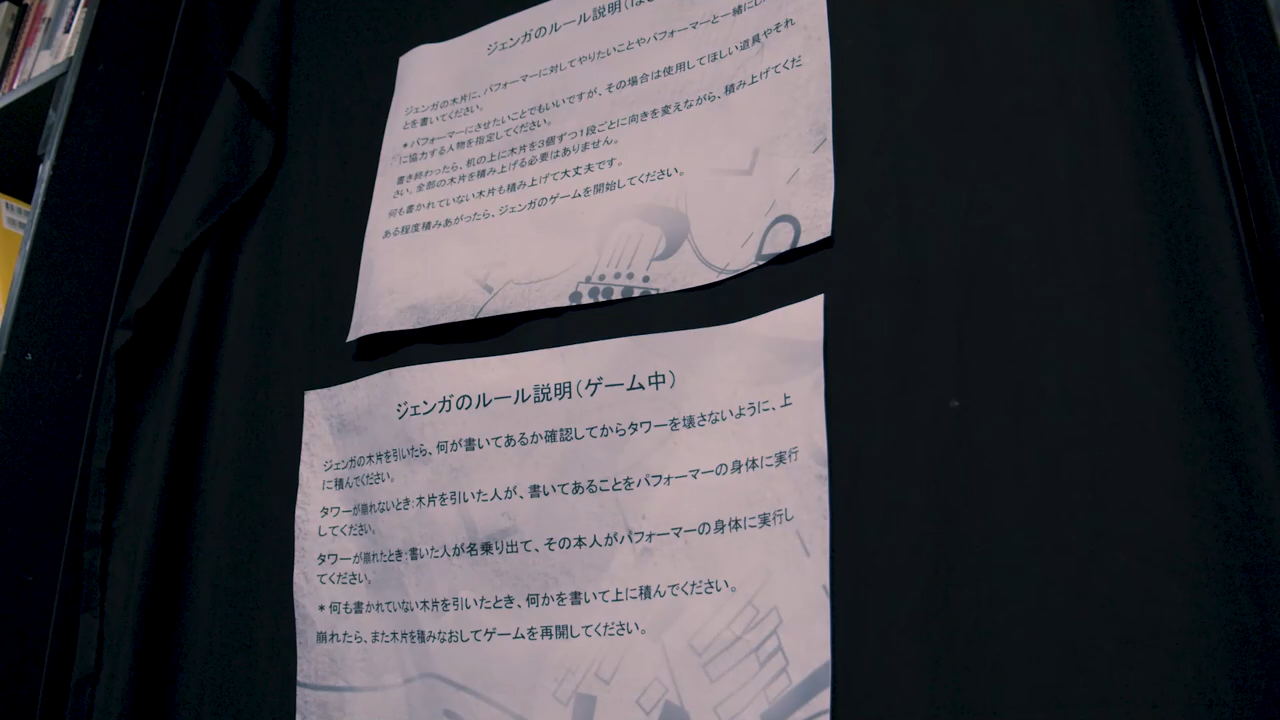 ジェンガのルール説明(はじ
ジェンガの木片に、パフォーマーに対してやりたいことやパフォーマーと一緒にし
とを書いてください。
*パフォーマーにさせたいことでもいいですが、その場合は使用してほしい道具やそれ
に協力する人物を指定してください。
書き終わったら、机の上に木片を3個ずつ1段ごとに向きを変えながら、積み上げてくだ
さい。全部の木片を積み上げる必要はありません。
何も書かれていない木片も積み上げて大丈夫です。
ある程度積みあがったら、ジェンガのゲームを開始してください。
ジェンガのルール説明(ゲーム中)
ジェンガの木片を引いたら、何が書いてあるか確認してからタワーを壊さないように、上
に積んでください。
タワーが崩れないとき:木片を引いた人が、書いてあることをパフォーマーの身体に実行
してください。
タワーが崩れたとき:書いた人が名乗り出て、その本人がパフォーマーの身体に実行し
てください。
*何も書かれていない木片を引いたとき、何かを書いて上に積んでください。
崩れたら、また木片を積みなおしてゲームを再開してください。